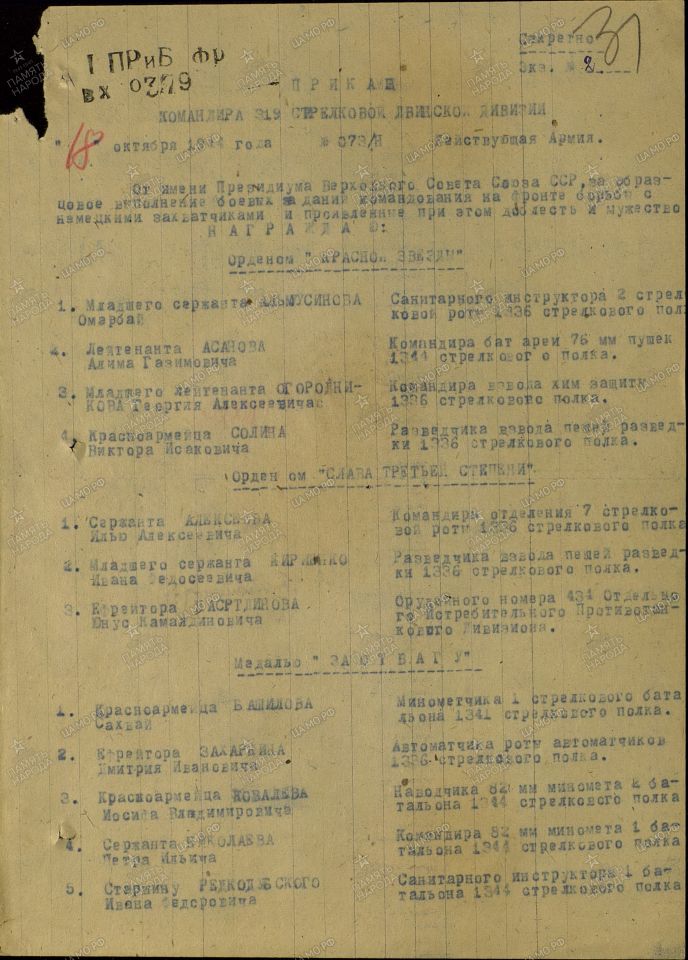 I ПРиБ ФР
вх 0379
Секретно
31
Экз. № 2
ПРИКАЗ
КОМАНДИРА 319 СТРЕЛКОВОЙ ДВИНСКОЙ ДИВИЗИИ
"18" октября 1944 года № 073/Н Действующая Армия.
От имени Президиума Верховного Совета Союза ССР, за образ-
цовое выполнение боевых заданий командования на фронте борьбы с
немецкими захватчиками и проявленные при этом доблесть и мужество
НАГРАЖДАЮ:
Орденом "КРАСНОЙ ЗВЕЗДЫ"
1. Младшего сержанта Санитарного инструктора 2 стрел-
Омарбай ковой роты 1336 стрелкового пол
2. Лейтенанта АСАНОВА Командира батареи 76 мм пушек
Алима Газимовича 1344 стрелкового полка.
3. Младшего лейтенанта ОГОРОДНИ- Командира взвода хим защиты
КОВА Георгия Алексеевичас 1336 стрелкового полка.
4. Красноармейца СОЛИНА Разведчика взвода пешей развед-
Виктора Исаковича ки 1336 стрелкового полка.
Орденом "СЛАВА ТРЕТЬЕЙ СТЕПЕНИ"
1. Сержанта АЛЕКСЕЕВА Командира отделения 7 стрелко-
Илью Алексеевича вой роты 1336 стрелкового полка
2. Младшего сержанта КИРИЕНКО Разведчика взвода пешей развед-
Ивана Федосеевича ки 1336 стрелкового полка.
3. Ефрейтора Орудийного номера 434 Отдельно-
Юнус Камалдиновича го Истребительного Противотан-
кового Дивизиона.
Медалью "ЗА ОТВАГУ"
1. Красноармейца БАШИЛОВА Минометчика 1 стрелкового бата
Сахвай льона 1341 стрелкового полка.
2. Ефрейтора ЗАХАРКИНА Автоматчика роты автоматчиков
Дмитрия Ивановича 1336 стрелкового полка.
3. Красноармейца КОВАЛЕВА Наводчика 82 мм миномета 2 ба-
Иосифа Владимировича тальона 1344 стрелкового полка
4. Сержанта НИКОЛАЕВА Командира 82 мм миномета 1 ба-
Петра Ильича тальона 1344 стрелкового полка
5. Старшину РЕДКОДУБСКОГО Санитарного инструктора 1 ба-
Ивана Федоровича тальона 1344 стрелкового полка